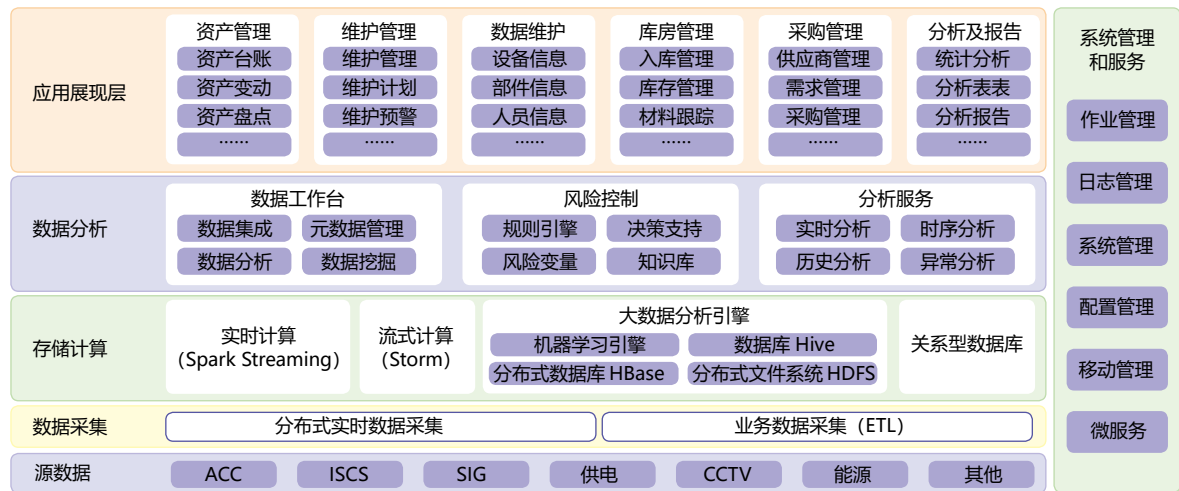 应用展现层
资产管理
资产台账
资产变动
资产盘点
……
维护管理
维护管理
维护计划
维护预警
……
数据维护
设备信息
部件信息
人员信息
……
库房管理
入库管理
库存管理
材料跟踪
……
采购管理
供应商管理
需求管理
采购管理
……
分析及报告
统计分析
分析表表
分析报告
……
数据分析
数据工作台
数据集成 元数据管理
数据分析 数据挖掘
风险控制
规则引擎 决策支持
风险变量 知识库
分析服务
实时分析 时序分析
历史分析 异常分析
存储计算
实时计算
(Spark Streaming)
流式计算
(Storm)
大数据分析引擎
机器学习引擎 数据库 Hive
分布式数据库 HBase 分布式文件系统 HDFS
关系型数据库
数据采集
分布式实时数据采集
业务数据采集（ETL）
源数据
ACC ISCS SIG 供电 CCTV 能源 其他
系统管理
和服务
作业管理
日志管理
系统管理
配置管理
移动管理
微服务